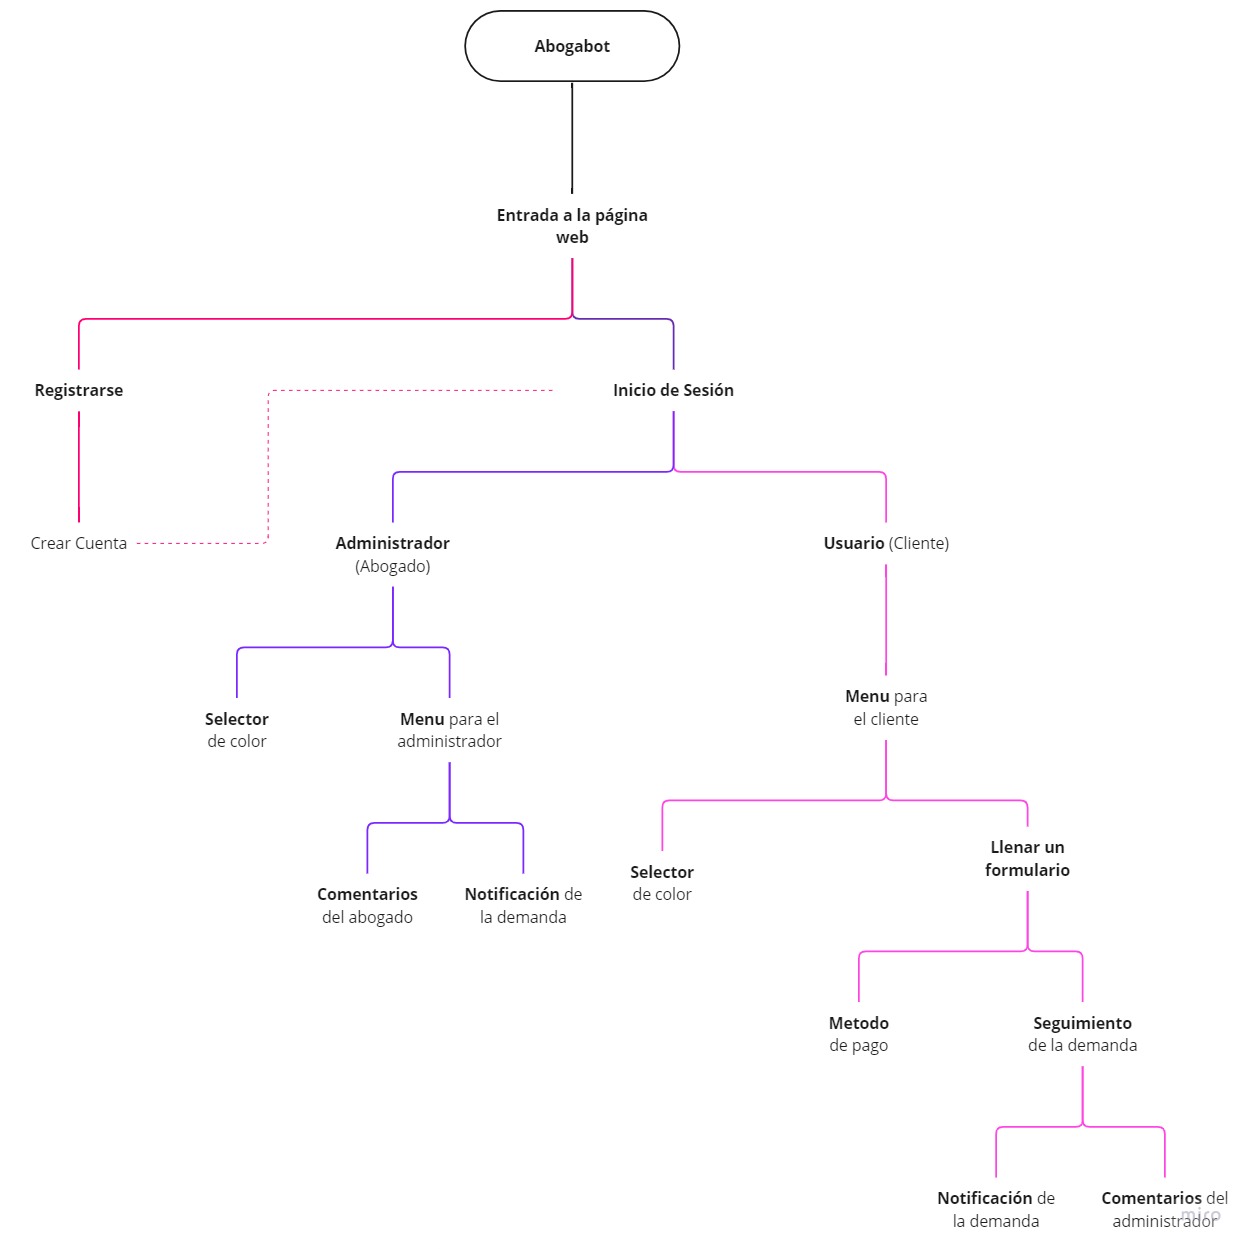 Abogabot
Entrada a la página
web
Registrarse
Inicio de Sesión
Crear Cuenta
Administrador
(Abogado)
Usuario (Cliente)
Selector
de color
Menu para el
administrador
Menu para
el cliente
Comentarios
del abogado
Notificación de
la demanda
Selector
de color
Llenar un
formulario
Metodo
de pago
Seguimiento
de la demanda
Notificación de
la demanda
Comentarios del
administrador
miro